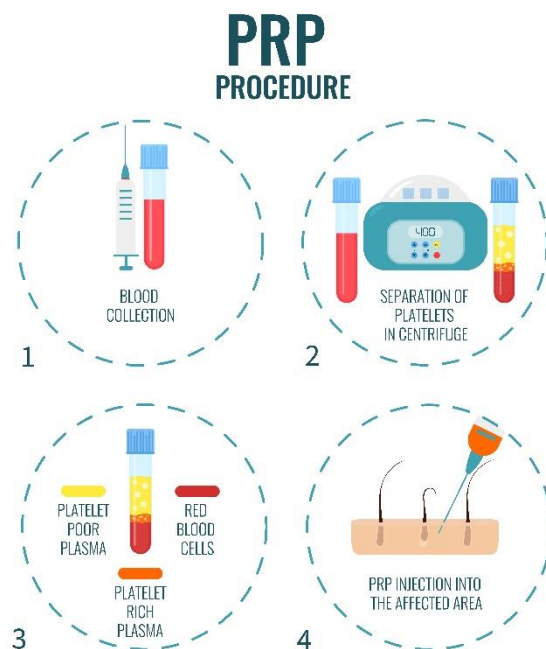 PRP
PROCEDURE
BLOOD
COLLECTION
1
400
SEPARATION OF
PLATELETS
IN CENTRIFUGE
2
PLATELET
POOR
PLASMA
RED
BLOOD
CELLS
PLATELET
RICH
PLASMA
3
PRP INJECTION INTO
THE AFFECTED AREA
4